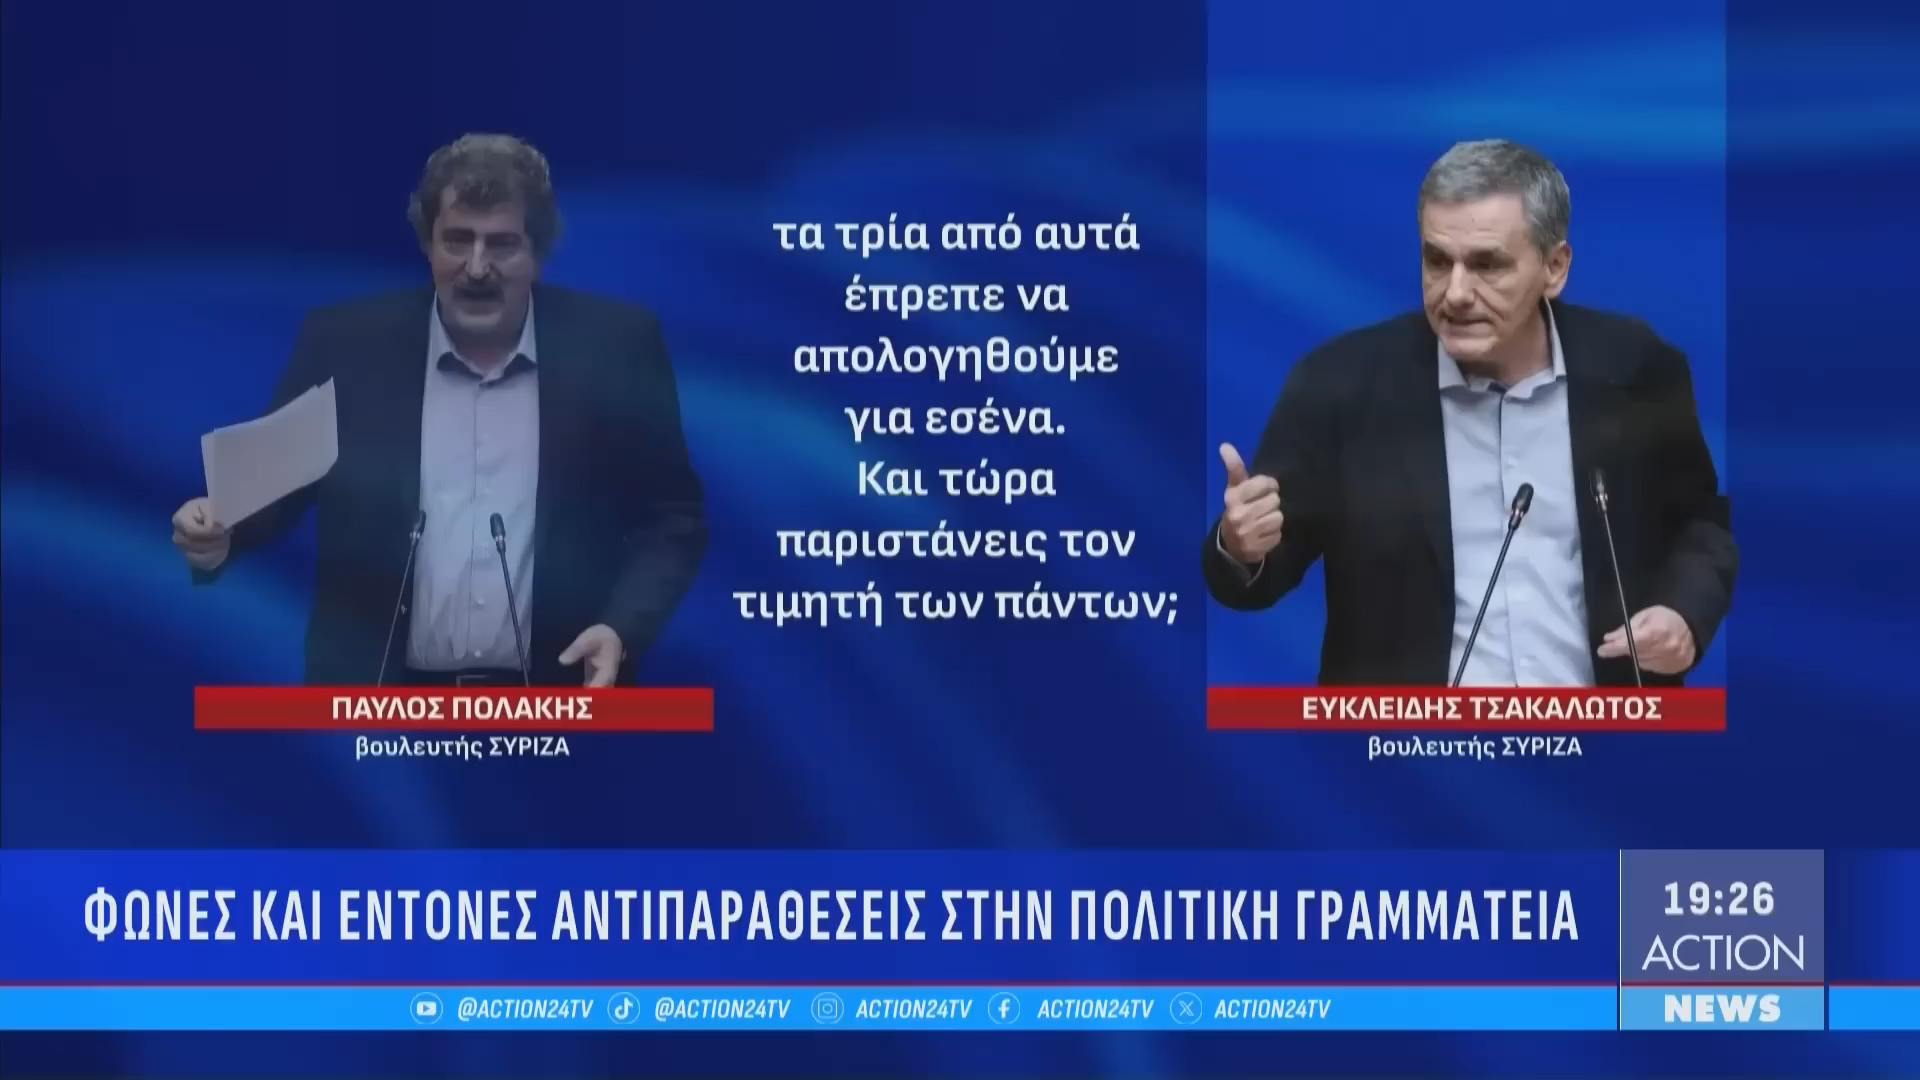 τα τρία από αυτά
έπρεπε να
απολογηθούμε
για εσένα.
Και τώρα
παριστάνεις τον
τιμητή των πάντων;
ΠΑΥΛΟΣ ΠΟΛΑΚΗΣ
βουλευτής ΣΥΡΙΖΑ
ΕΥΚΛΕΙΔΗΣ ΤΣΑΚΑΛΩΤΟΣ
βουλευτής ΣΥΡΙΖΑ
ΦΩΝΕΣ ΚΑΙ ΕΝΤΟΝΕΣ ΑΝΤΙΠΑΡΑΘΕΣΕΙΣ ΣΤΗΝ ΠΟΛΙΤΙΚΗ ΓΡΑΜΜΑΤΕΙΑ
19:26
ACTION
NEWS
@ACTION24TV @ACTION24TV ACTION24TV ACTION24TV ACTION24TV